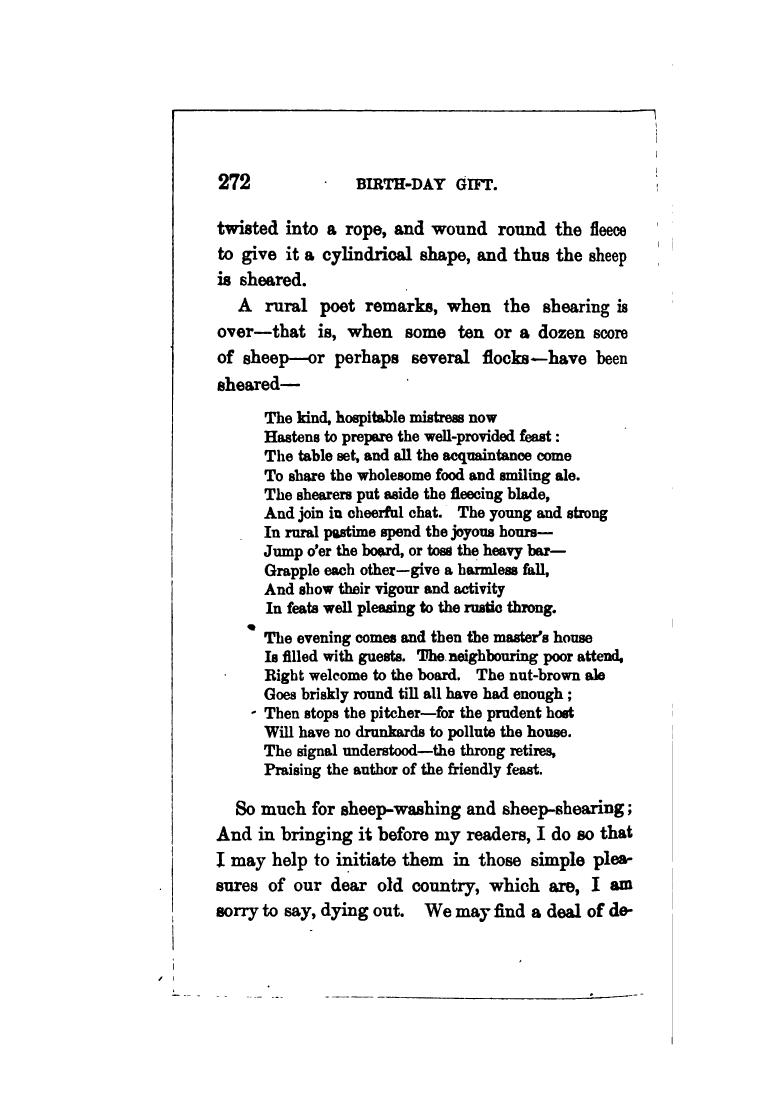 272 BIRTH-DAY GIFT.
twisted into a rope, and wound round the fleece
to give it a cylindrical shape, and thus the sheep
is sheared.
A rural poet remarks, when the shearing is
over—that is, when some ten or a dozen score
of sheep—or perhaps several flocks—have been
sheared—
The kind, hospitable mistress now
Hastens to prepare the well-provided feast :
The table set, and all the acquaintance come
To share the wholesome food and smiling ale.
The shearers put aside the fleecing blade,
And join in cheerful chat. The young and strong
In rural pastime spend the joyous hours—
Jump o'er the board, or toss the heavy bar—
Grapple each other—give a harmless fall,
And show their vigour and activity
In feats well pleasing to the rustic throng.
The evening comes and then the master's house
Is filled with guests. The neighbouring poor attend,
Right welcome to the board. The nut-brown ale
Goes briskly round till all have had enough ;
Then stops the pitcher—for the prudent host
Will have no drunkards to pollute the house.
The signal understood—the throng retires,
Praising the author of the friendly feast.
So much for sheep-washing and sheep-shearing ;
And in bringing it before my readers, I do so that
I may help to initiate them in those simple plea-
sures of our dear old country, which are, I am
sorry to say, dying out. We may find a deal of de-